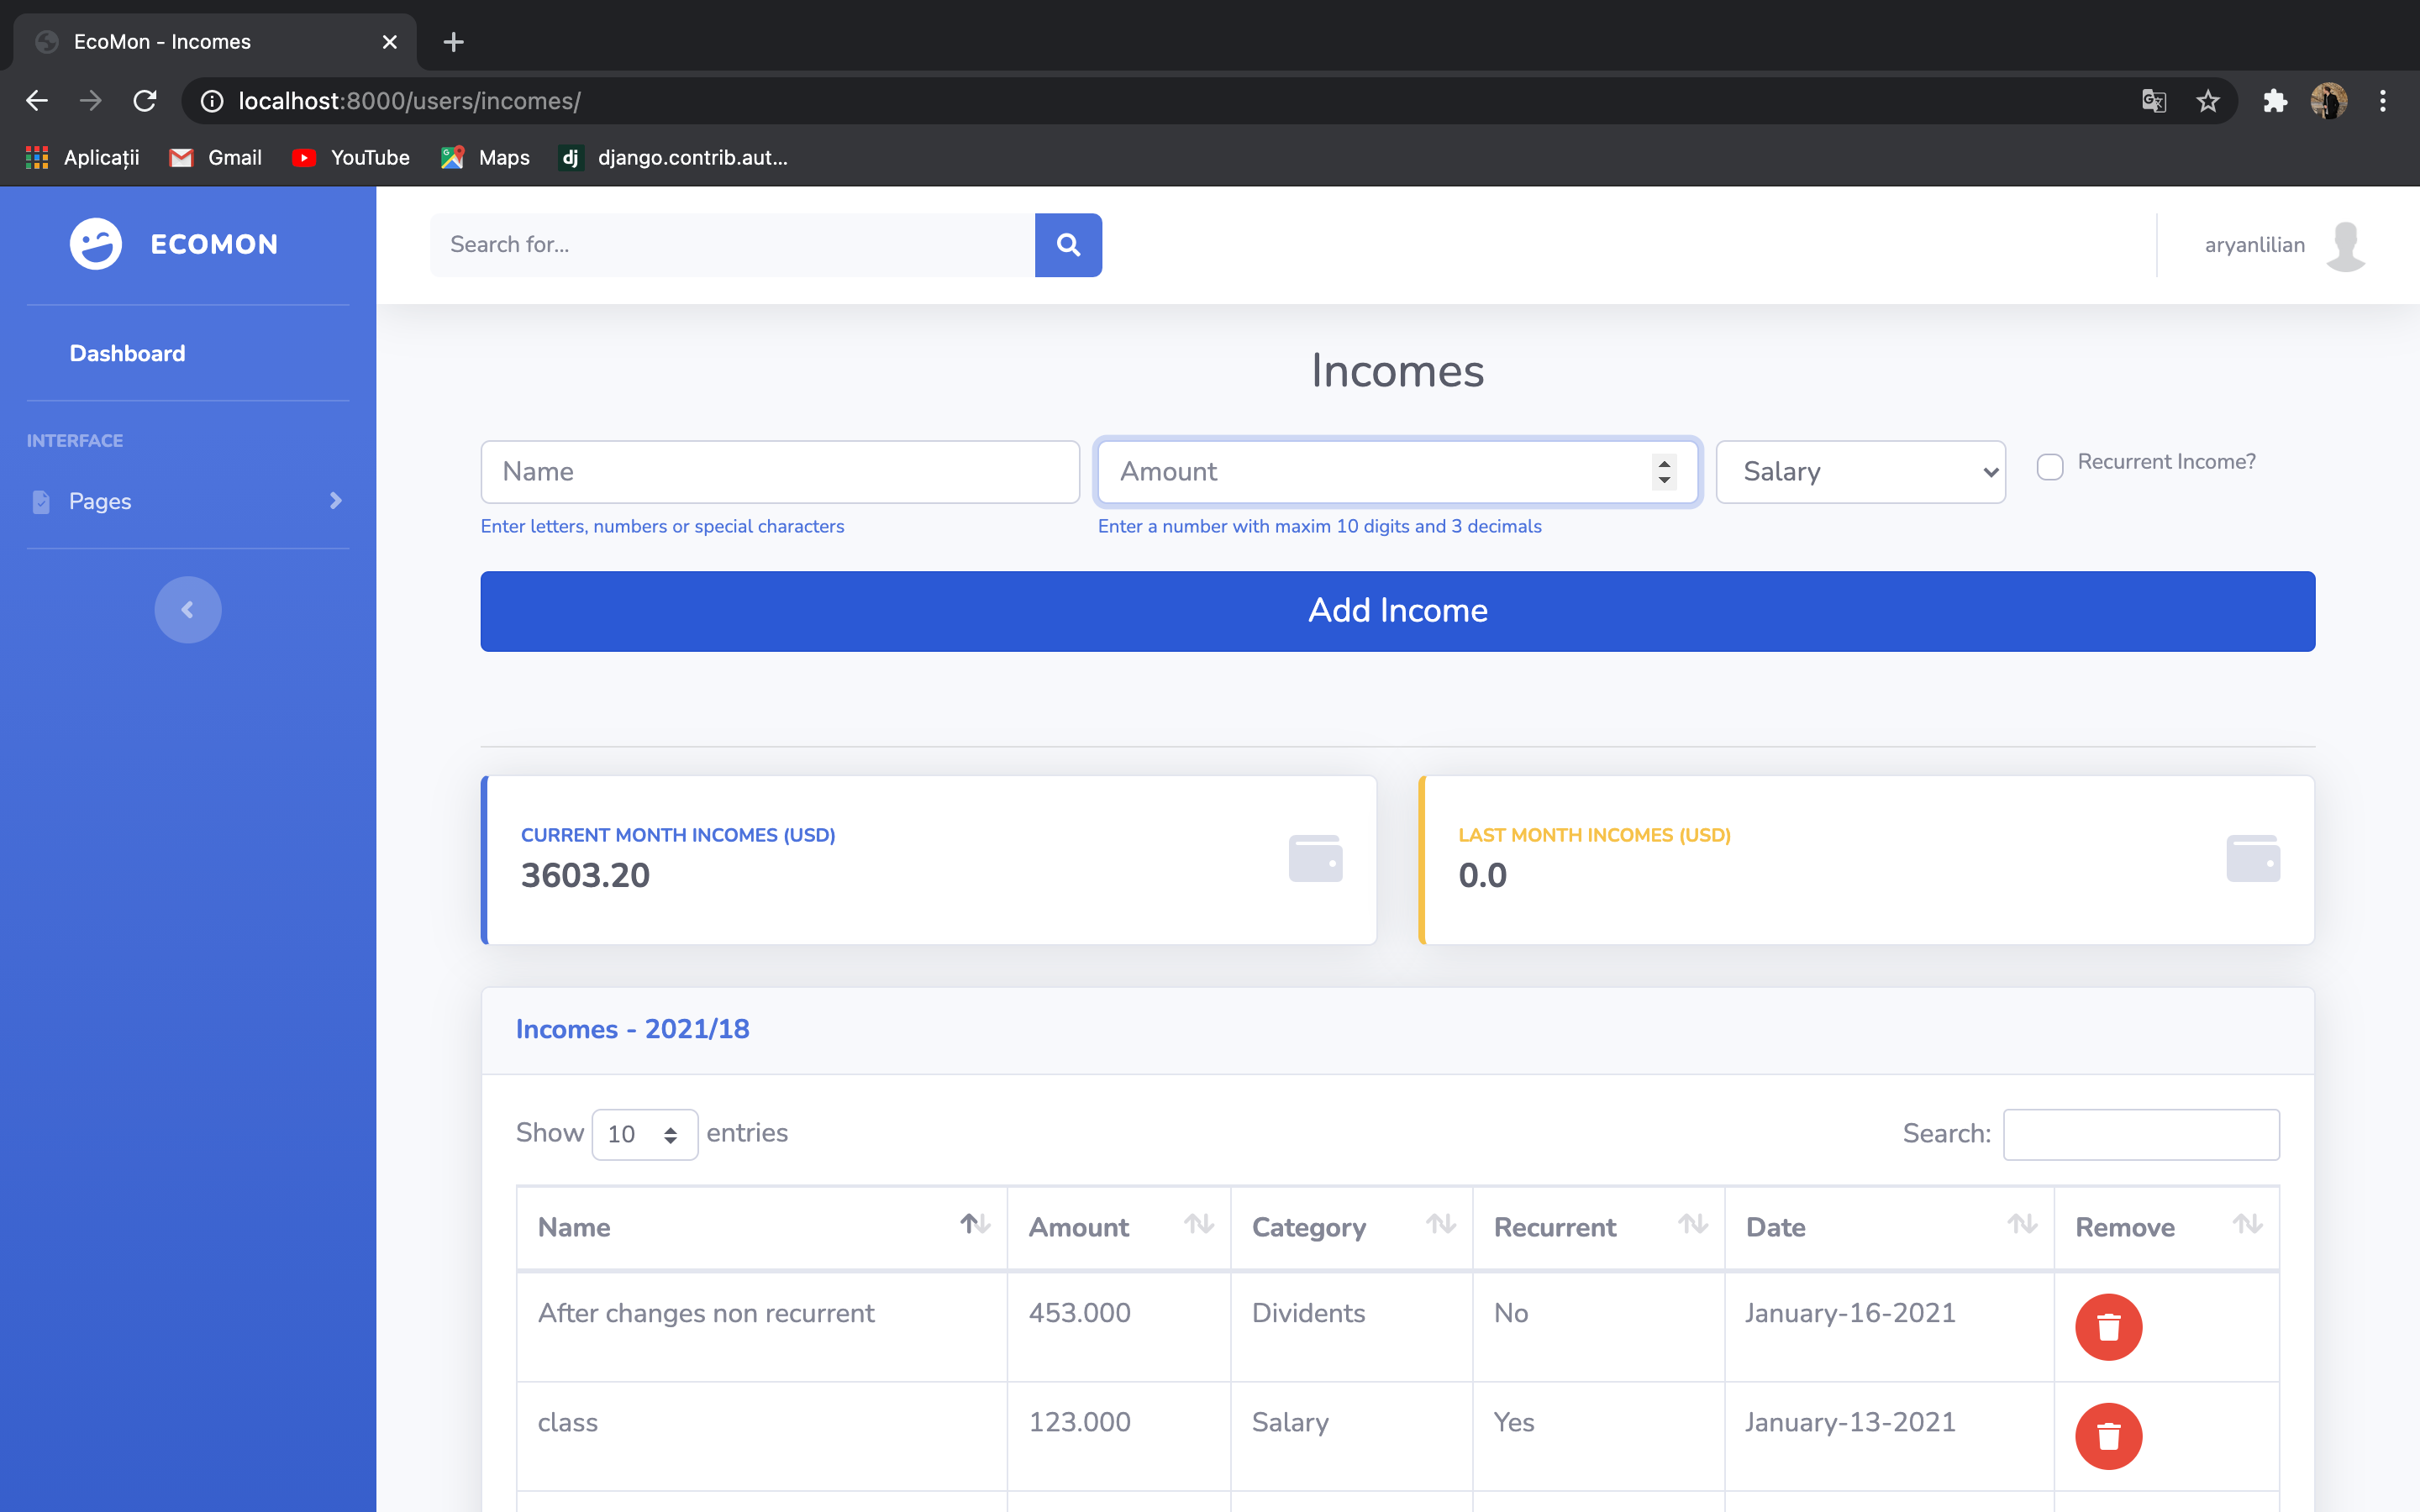 EcoMon - Incomes
localhost:8000/users/incomes/
Aplicații Gmail YouTube Maps dj django.contrib.aut...
ECOMON
Search for...
aryanlilian
Dashboard
INTERFACE
Pages
Incomes
Name Amount Salary Recurrent Income?
Enter letters, numbers or special characters Enter a number with maxim 10 digits and 3 decimals
Add Income
CURRENT MONTH INCOMES (USD)
3603.20
LAST MONTH INCOMES (USD)
0.0
Incomes - 2021/18
Show 10 entries Search:
Name Amount Category Recurrent Date Remove
After changes non recurrent 453.000 Dividents No January-16-2021
class 123.000 Salary Yes January-13-2021